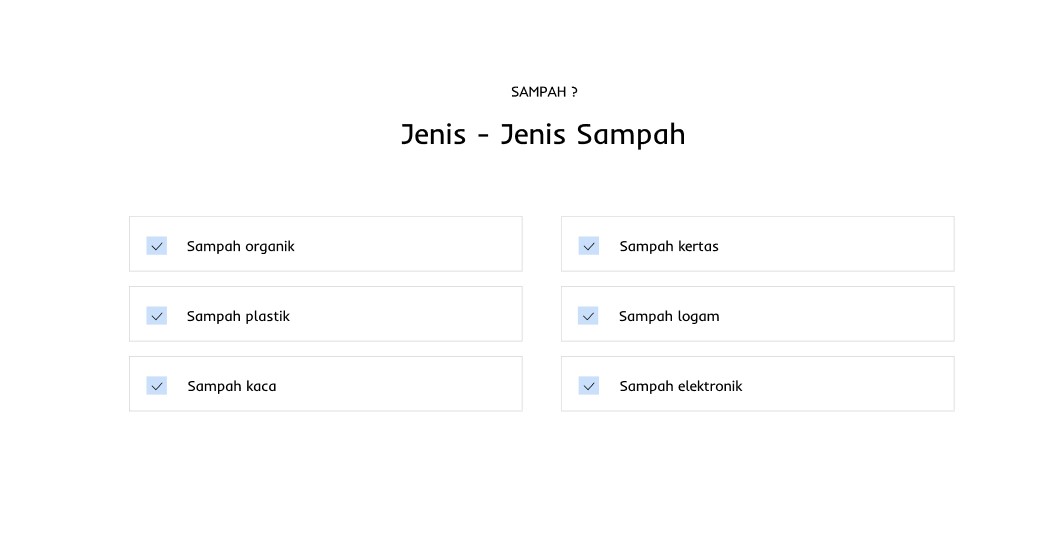 SAMPAH ?
Jenis - Jenis Sampah
Sampah organik
Sampah kertas
Sampah plastik
Sampah logam
Sampah kaca
Sampah elektronik